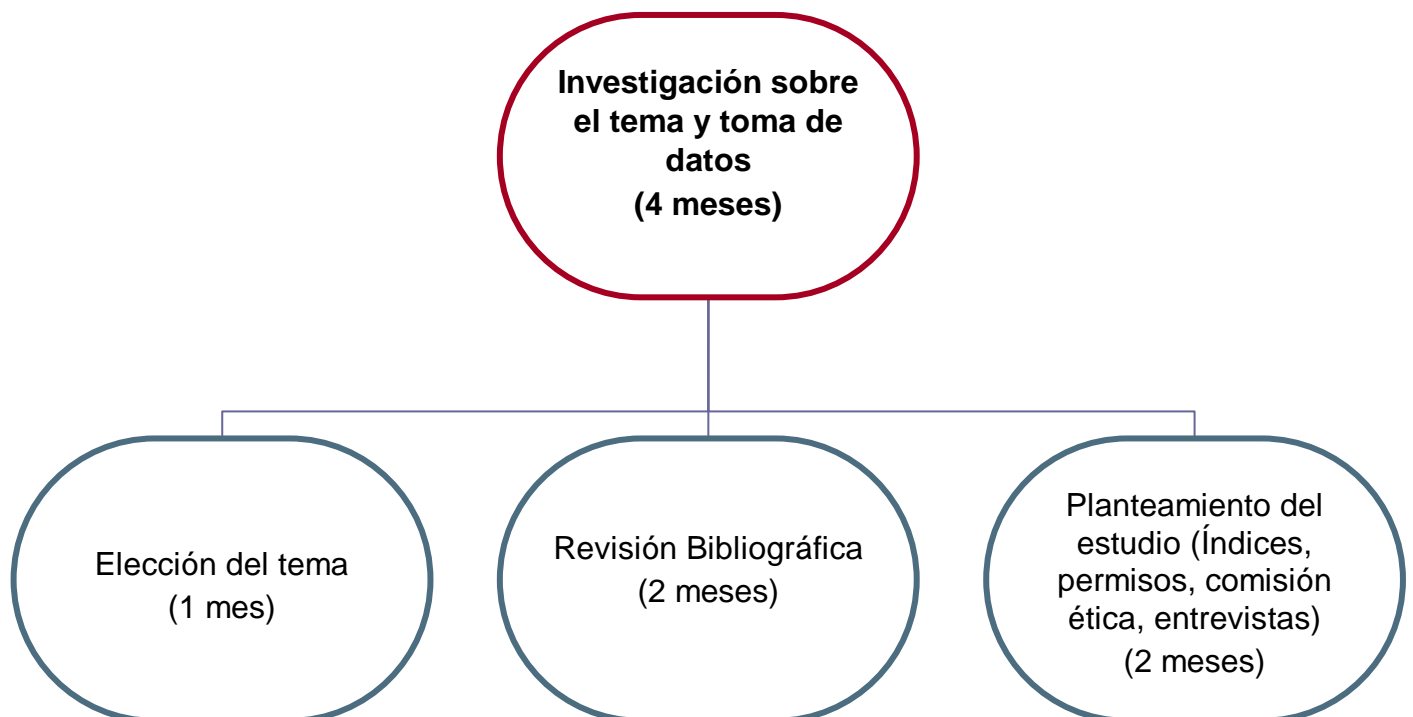 Investigación sobre
el tema y toma de
datos
(4 meses)
Elección del tema
(1 mes)
Revisión Bibliográfica
(2 meses)
Planteamiento del
estudio (Índices,
permisos, comisión
ética, entrevistas)
(2 meses)